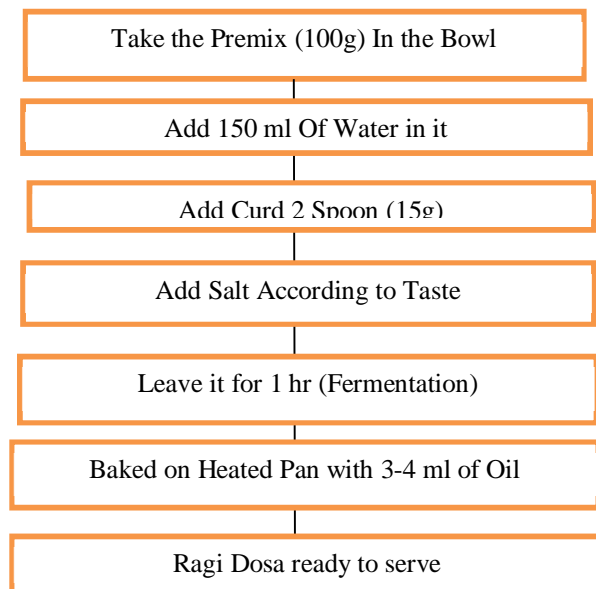 Take the Premix (100g) In the Bowl
Add 150 ml Of Water in it
Add Curd 2 Spoon (15g)
Add Salt According to Taste
Leave it for 1 hr (Fermentation)
Baked on Heated Pan with 3-4 ml of Oil
Ragi Dosa ready to serve